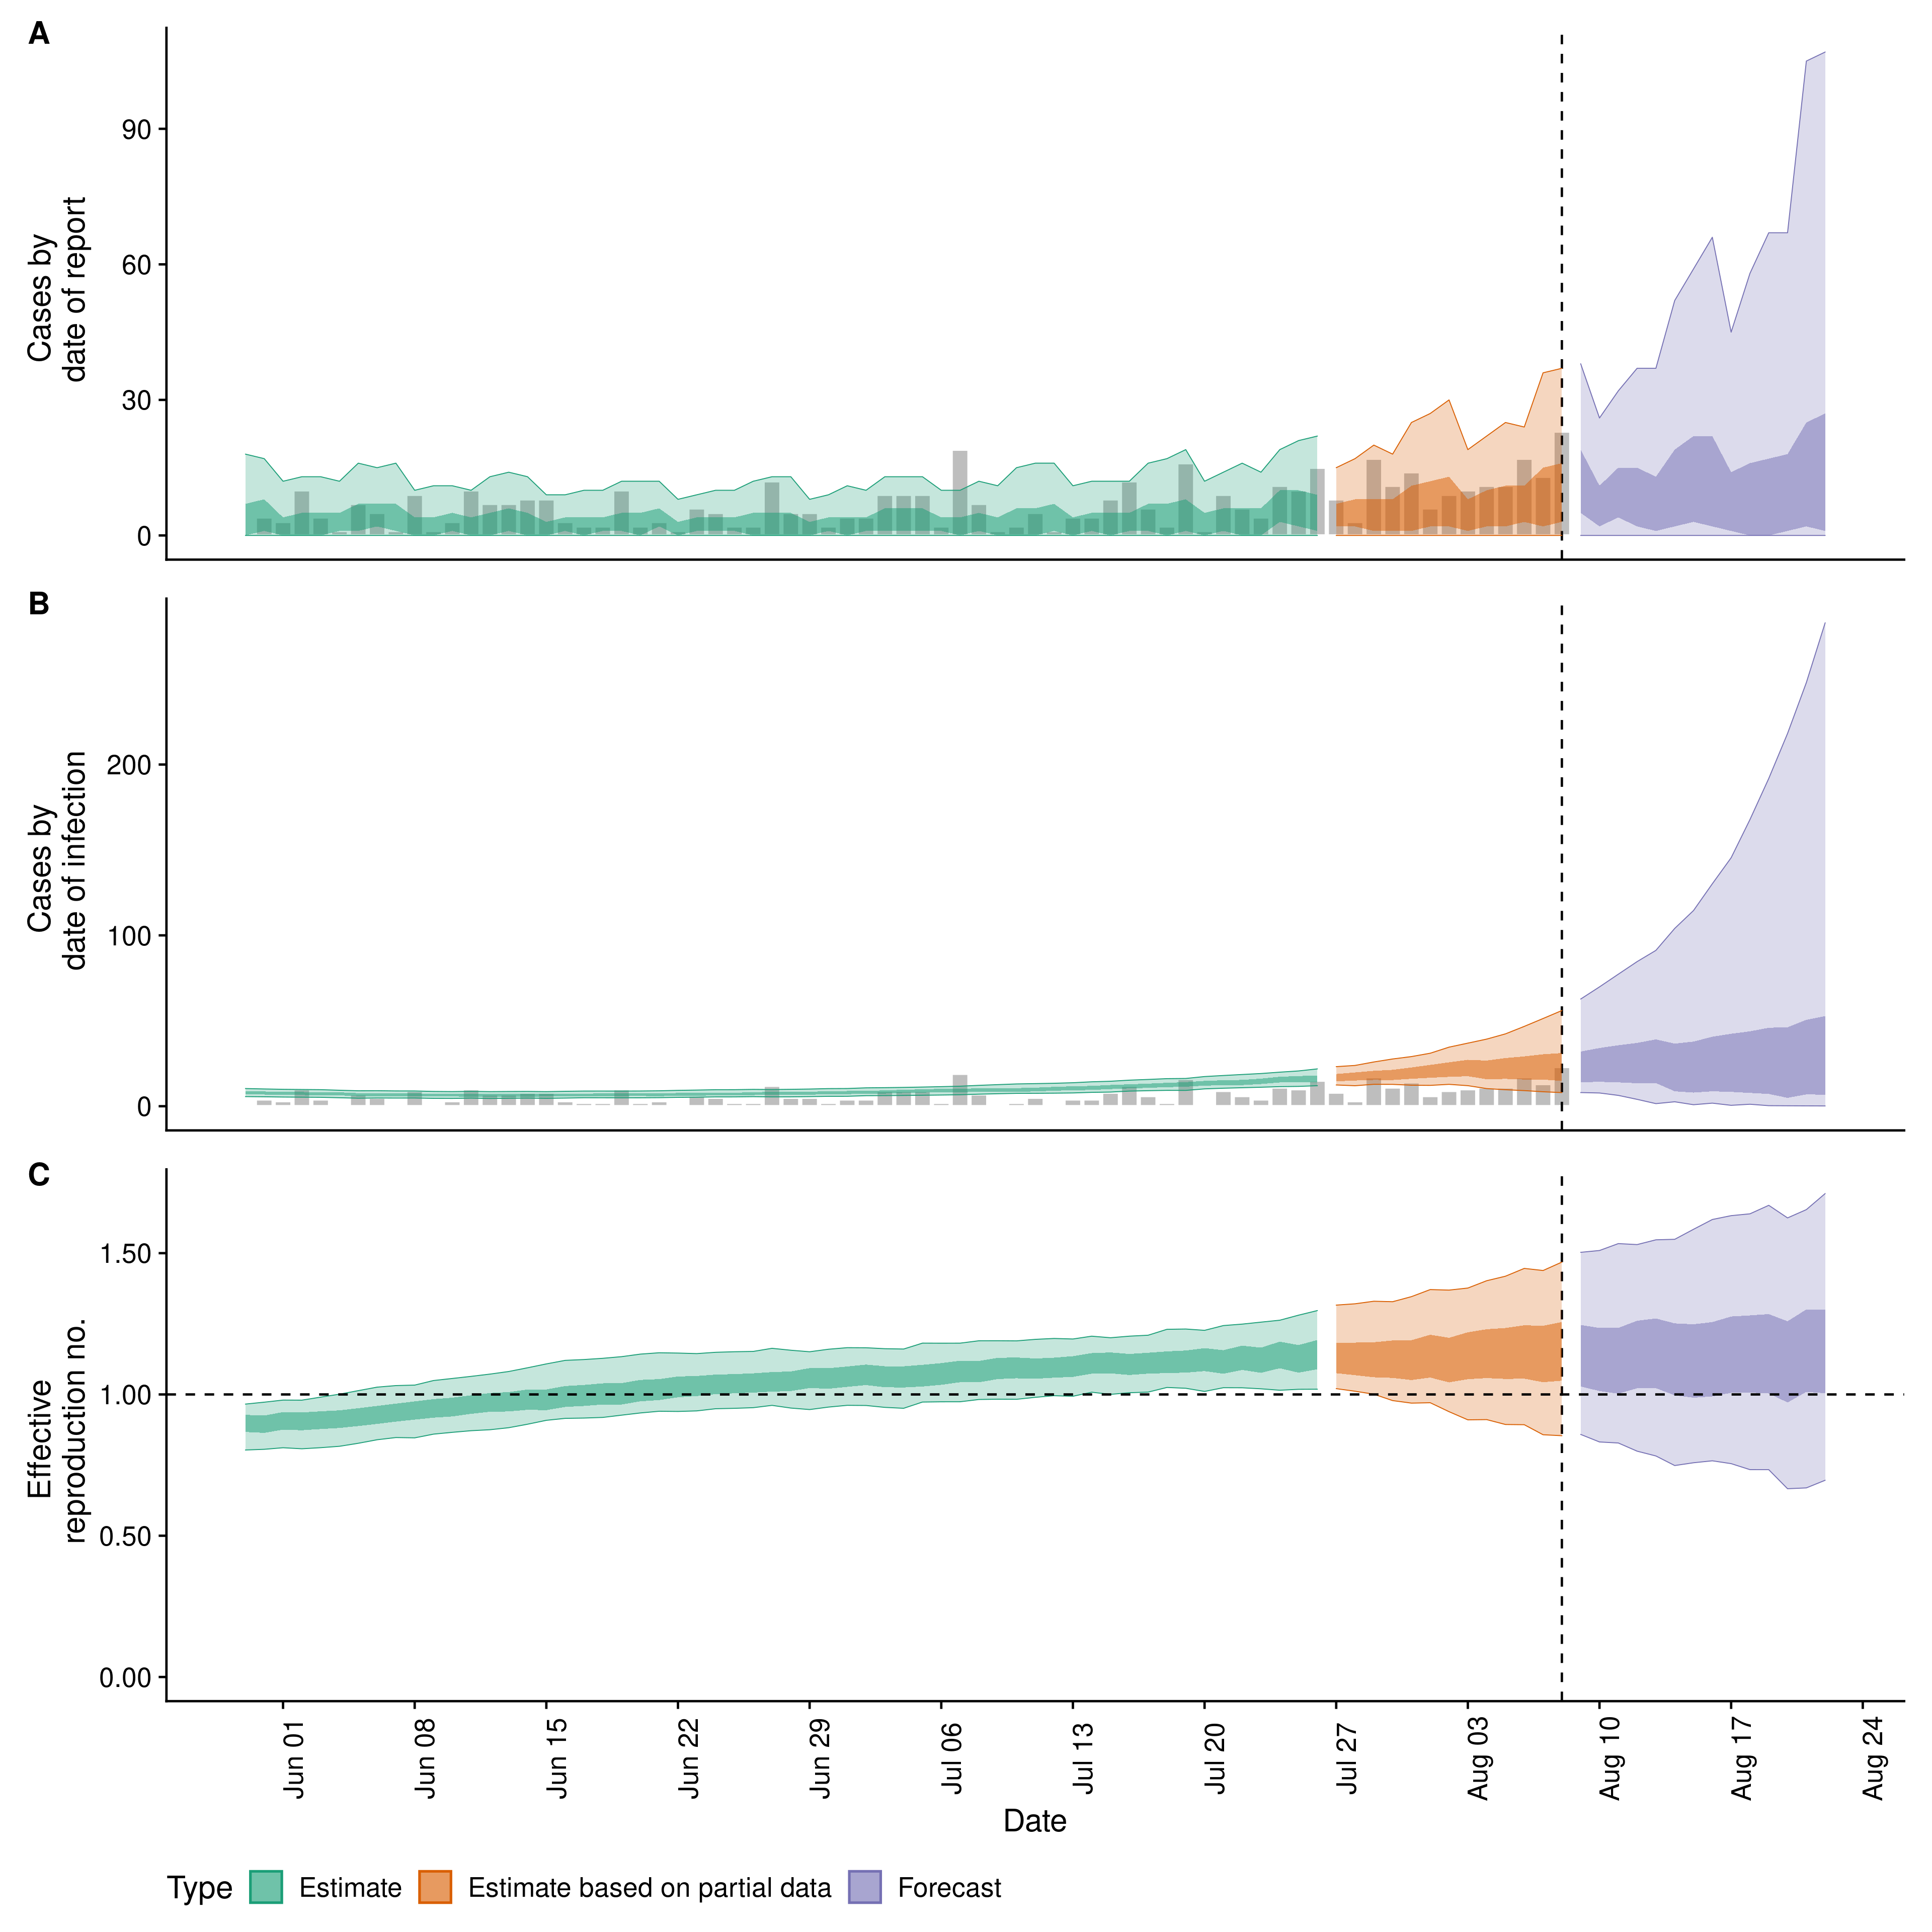 A
Cases by
date of report
90
60
30
0
B
Cases by
date of infection
200
100
0
C
Effective
reproduction no.
1.50
1.00
0.50
0.00
Jun 01
Jun 08
Jun 15
Jun 22
Jun 29
Jul 06
Jul 13
Jul 20
Jul 27
Aug 03
Aug 10
Aug 17
Aug 24
Date
Type Estimate Estimate based on partial data Forecast